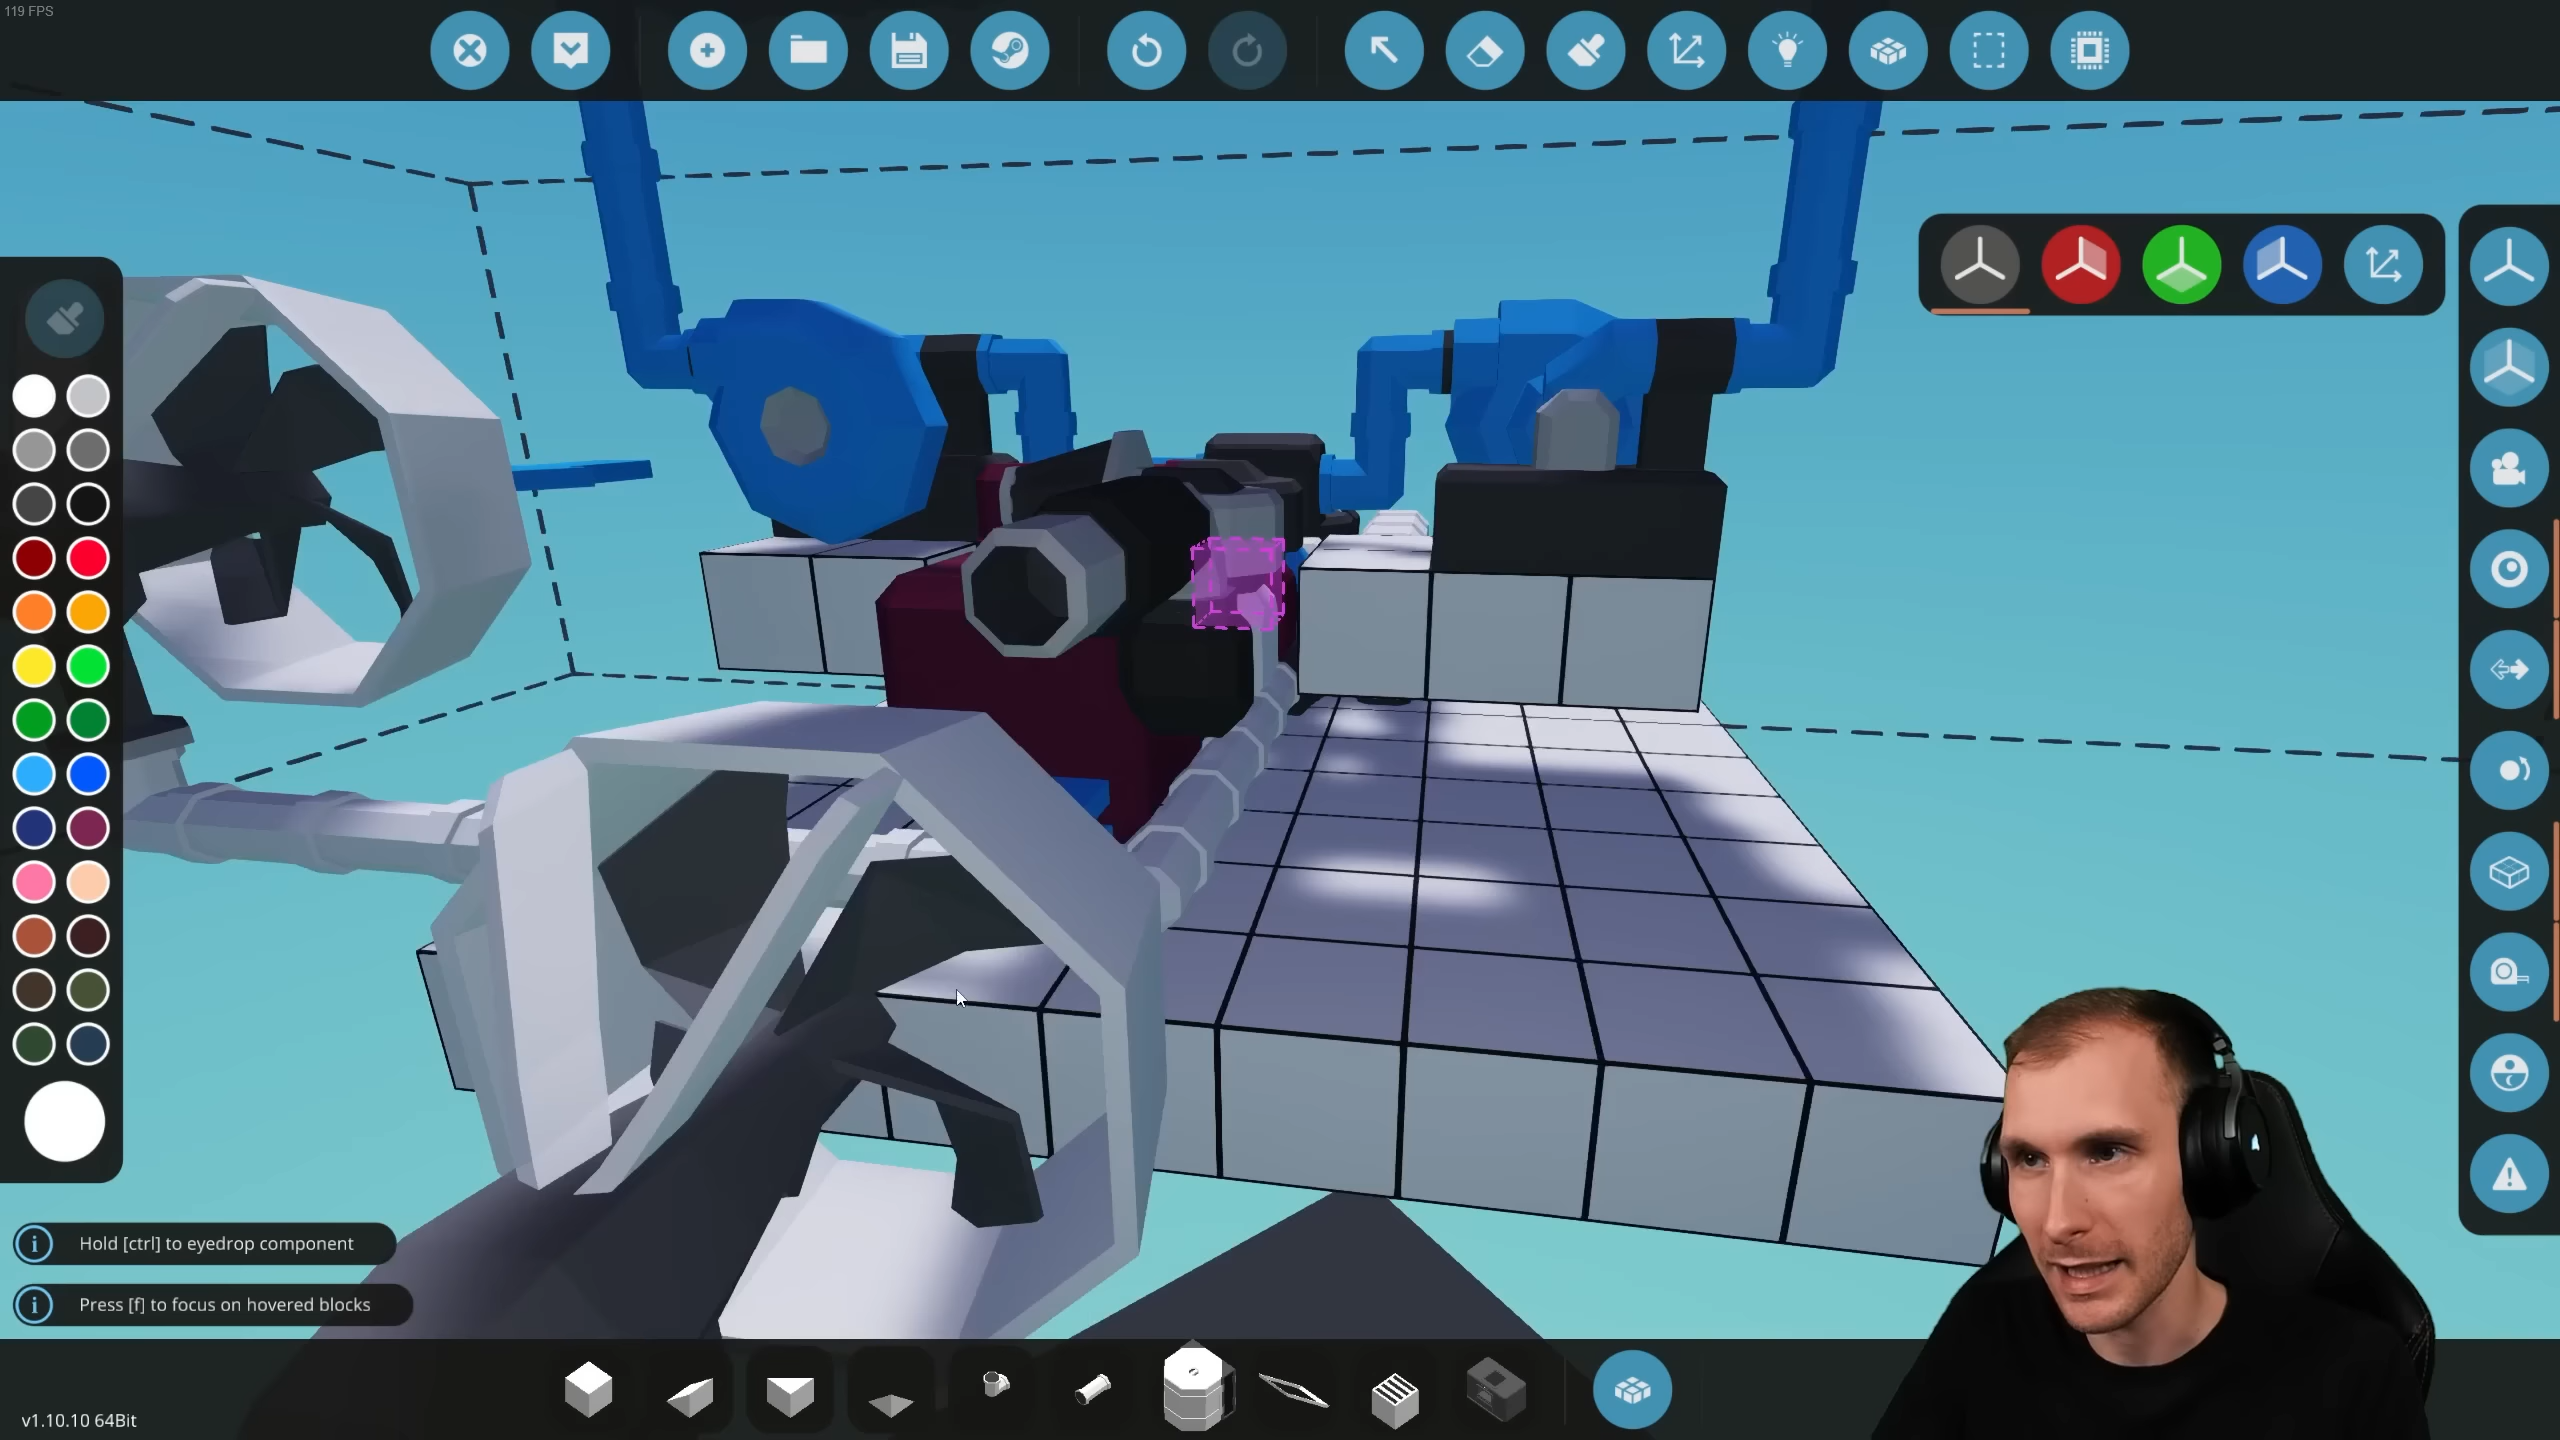 119 FPS
Hold [ctrl] to eyedrop component
Press [f] to focus on hovered blocks
v1.10.10 64Bit